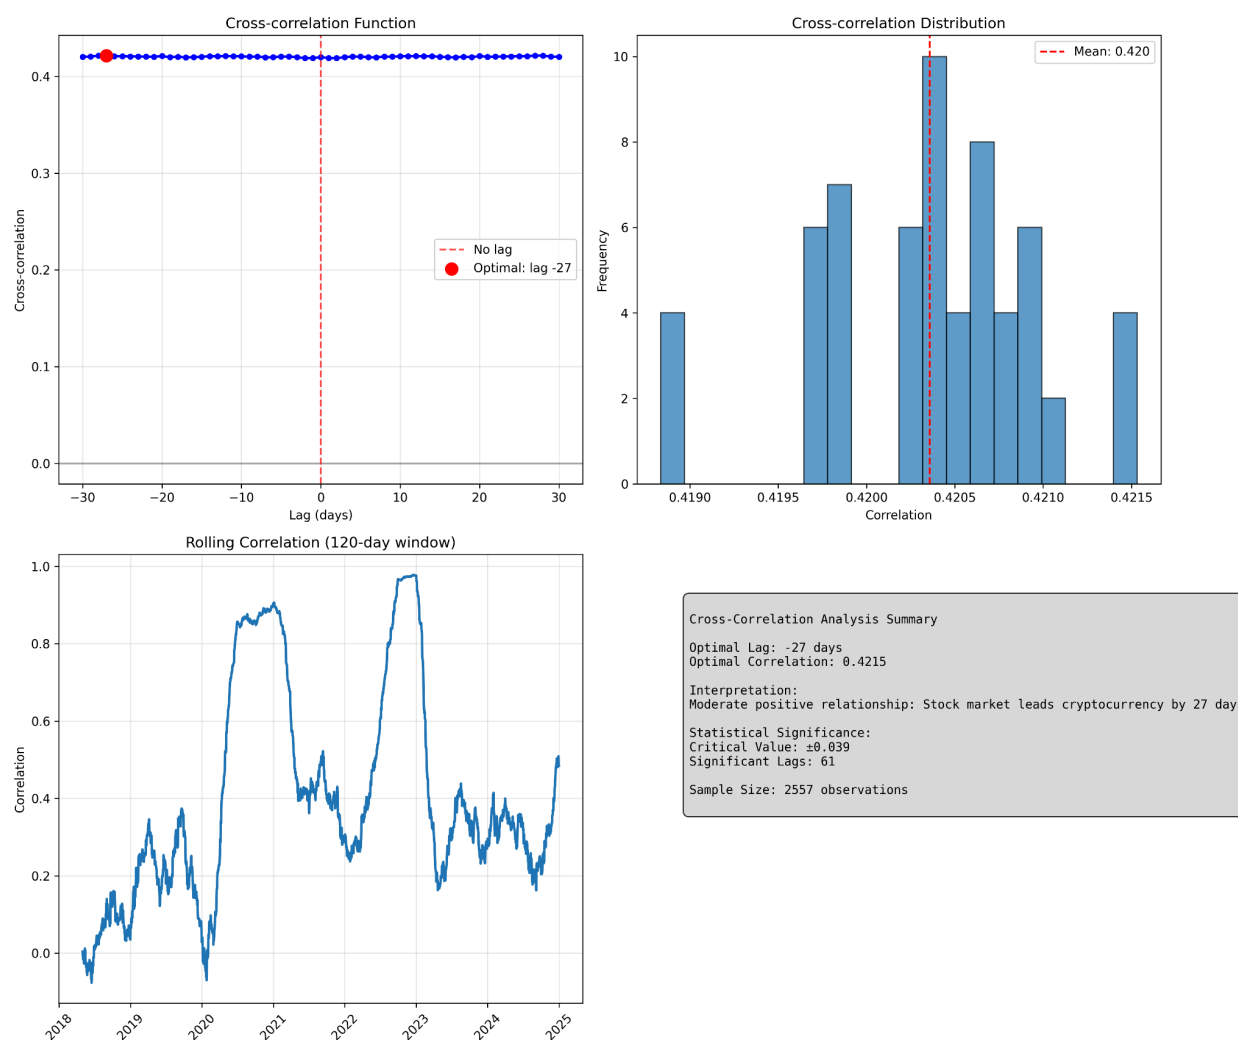 Cross-correlation Function
Cross-correlation
0.4
0.3
0.2
0.1
0.0
No lag
Optimal: lag -27
−30
−20
−10
0
10
20
30
Lag (days)
Cross-correlation Distribution
Frequency
10
8
6
4
2
0
Mean: 0.420
0.4190
0.4195
0.4200
0.4205
0.4210
0.4215
Correlation
Rolling Correlation (120-day window)
Correlation
1.0
0.8
0.6
0.4
0.2
0.0
2018
2019
2020
2021
2022
2023
2024
2025
Cross-Correlation Analysis Summary
Optimal Lag: -27 days
Optimal Correlation: 0.4215
Interpretation:
Moderate positive relationship: Stock market leads cryptocurrency by 27 day
Statistical Significance:
Critical Value: ±0.039
Significant Lags: 61
Sample Size: 2557 observations